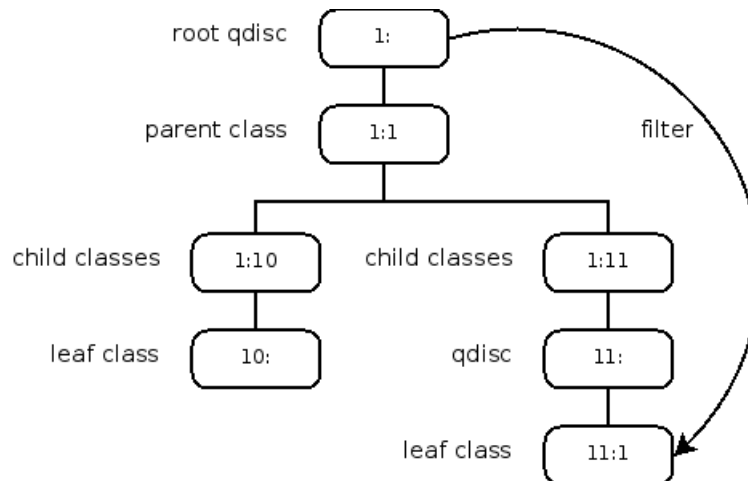 root qdisc 1:
parent class 1:1 filter
child classes 1:10 child classes 1:11
leaf class 10: qdisc 11:
leaf class 11:1